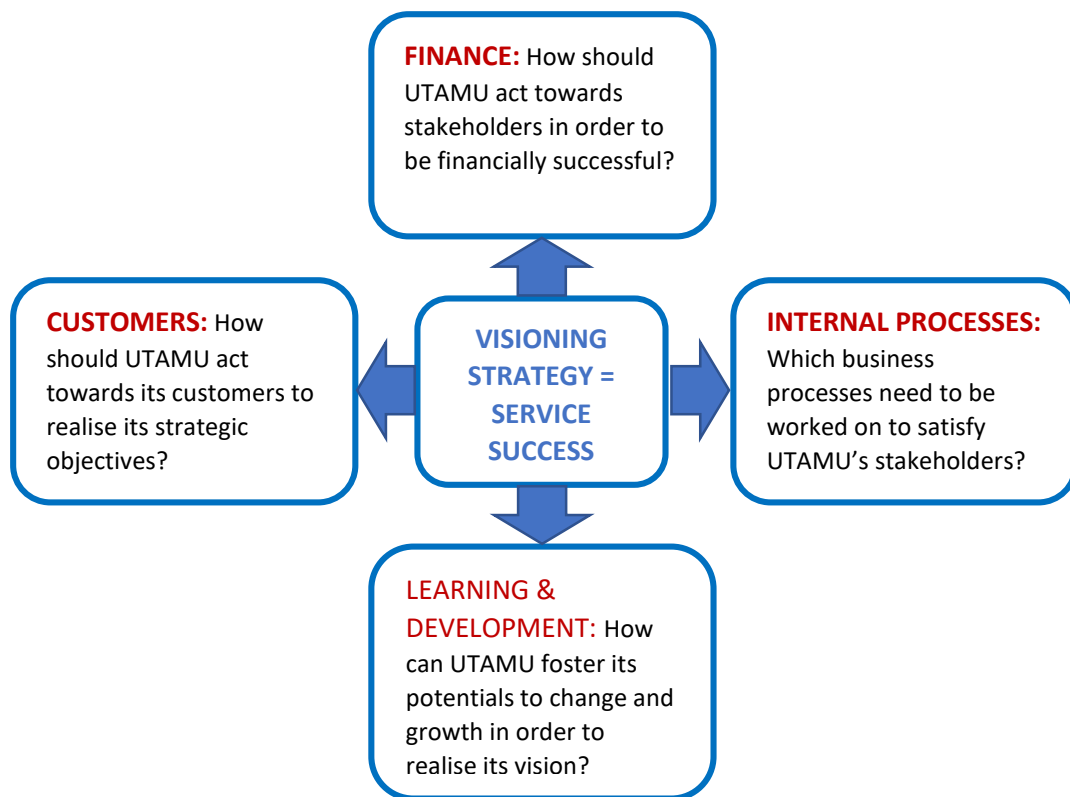 FINANCE: How should
UTAMU act towards
stakeholders in order to
be financially successful?
CUSTOMERS: How
should UTAMU act
towards its customers to
realise its strategic
objectives?
VISIONING
STRATEGY =
SERVICE
SUCCESS
INTERNAL PROCESSES:
Which business
processes need to be
worked on to satisfy
UTAMU’s stakeholders?
LEARNING &
DEVELOPMENT: How
can UTAMU foster its
potentials to change and
growth in order to
realise its vision?